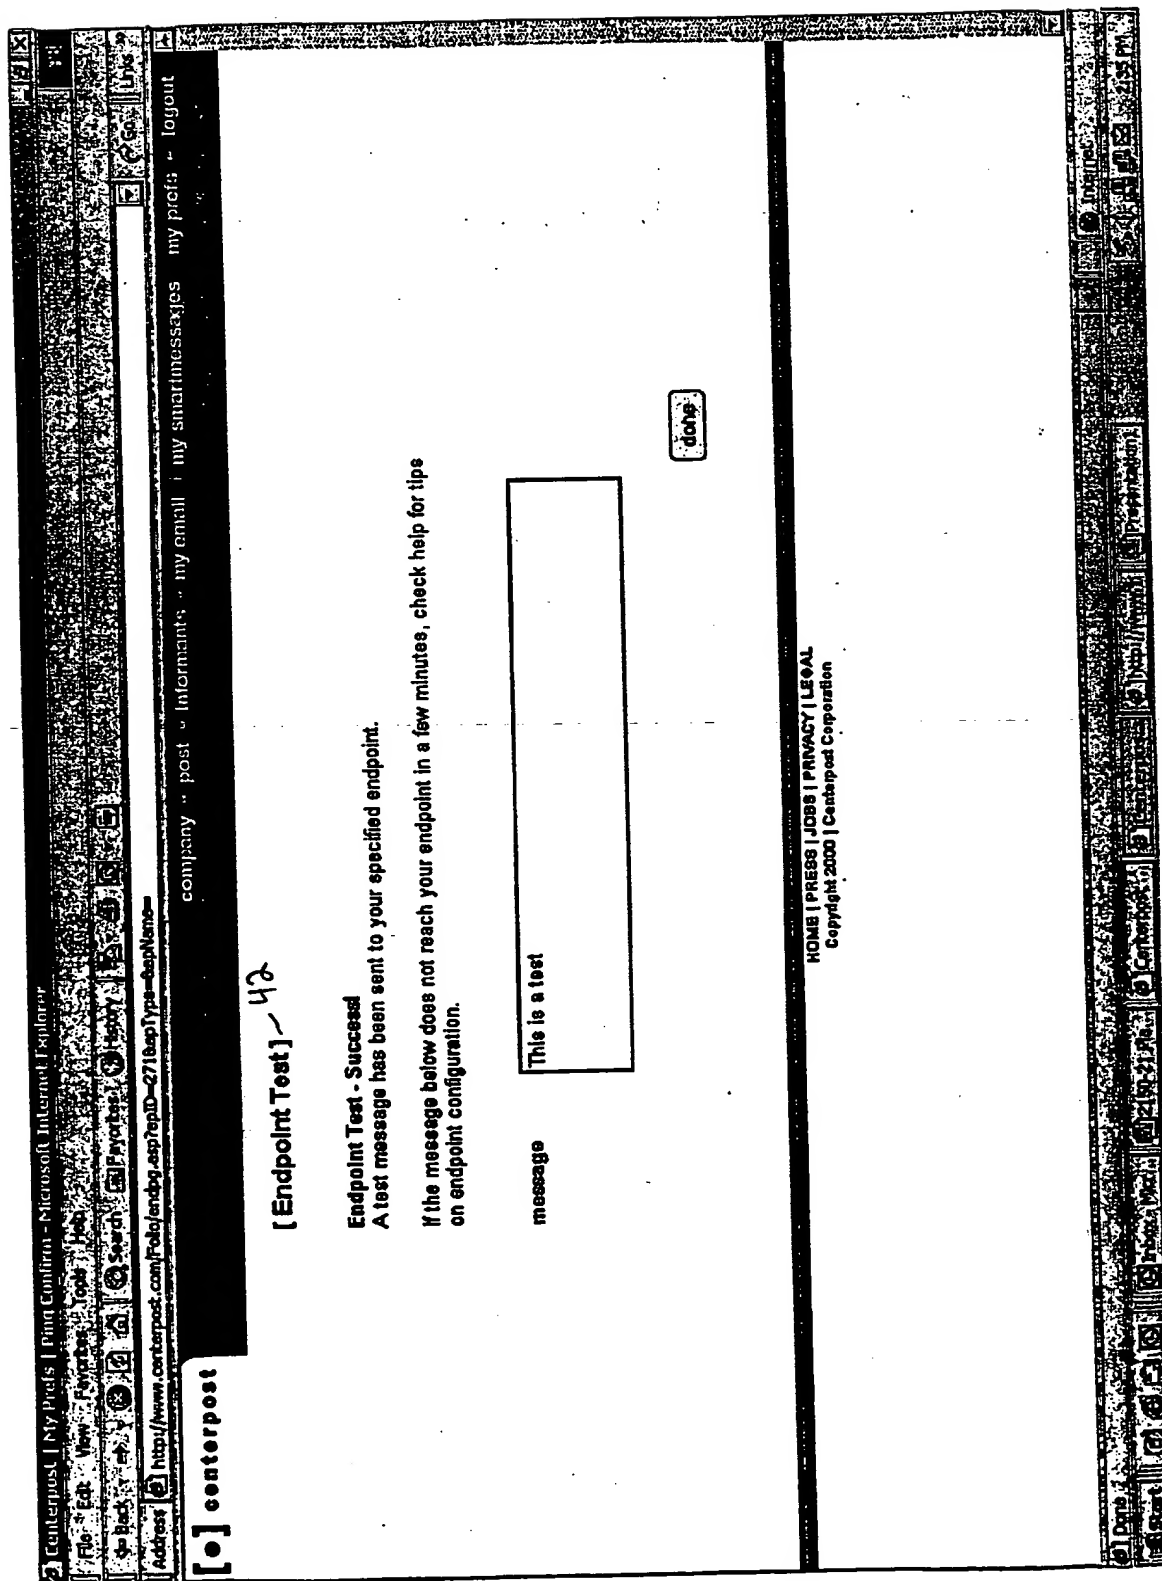 Centerpost | My Prefs | Ping Confirm - Microsoft Internet Explorer
File Edit View Favorites Tools Help
Back Search Favorites History
Address http://www.centerpost.com/Folio/endpg.asp?epID=271&epType=&epName=
Go Links »
[●] centerpost
company post informants my email my smartmessages my prefs logout
[Endpoint Test] ~ 42
Endpoint Test - Success!
A test message has been sent to your specified endpoint.
If the message below does not reach your endpoint in a few minutes, check help for tips
on endpoint configuration.
message
This is a test
done
HOME | PRESS | JOBS | PRIVACY | LEGAL
Copyright 2000 | Centerpost Corporation
Done Internet
Start 2:35 PM